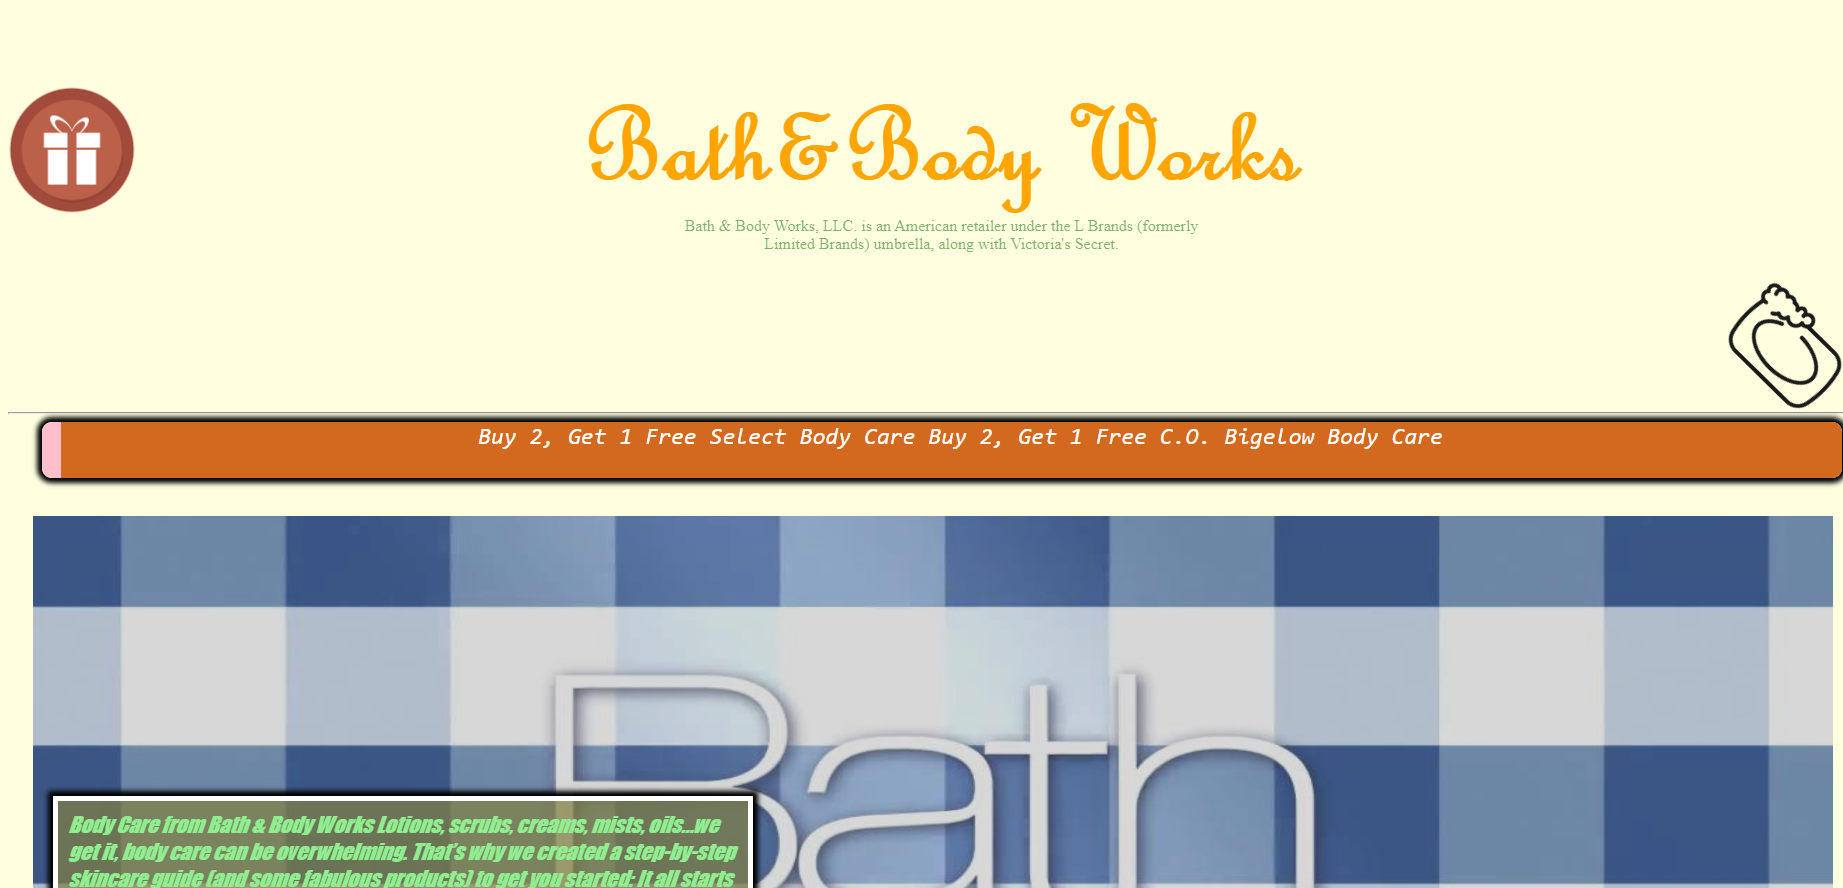 Bath & Body Works
Bath & Body Works, LLC. is an American retailer under the L Brands (formerly
Limited Brands) umbrella, along with Victoria's Secret.
Buy 2, Get 1 Free Select Body Care Buy 2, Get 1 Free C.O. Bigelow Body Care
Bath
Body Care from Bath & Body Works Lotions, scrubs, creams, mists, oils...we
get it, body care can be overwhelming. That's why we created a step-by-step
skincare guide (and some fabulous products) to get you started: It all starts